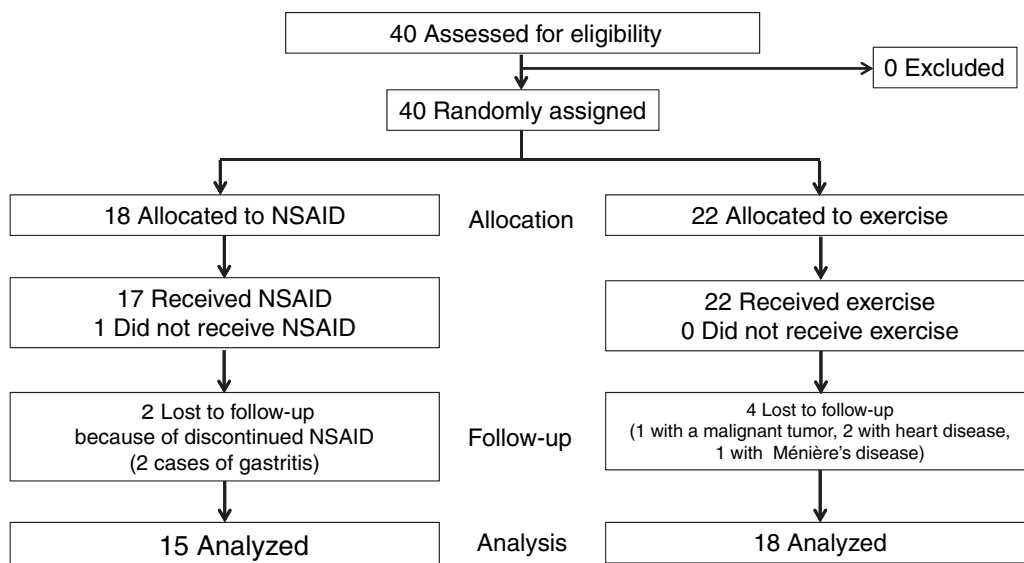 40 Assessed for eligibility
0 Excluded
40 Randomly assigned
18 Allocated to NSAID
Allocation
22 Allocated to exercise
17 Received NSAID
1 Did not receive NSAID
22 Received exercise
0 Did not receive exercise
2 Lost to follow-up
because of discontinued NSAID
(2 cases of gastritis)
Follow-up
4 Lost to follow-up
(1 with a malignant tumor, 2 with heart disease,
1 with Ménière's disease)
15 Analyzed
Analysis
18 Analyzed